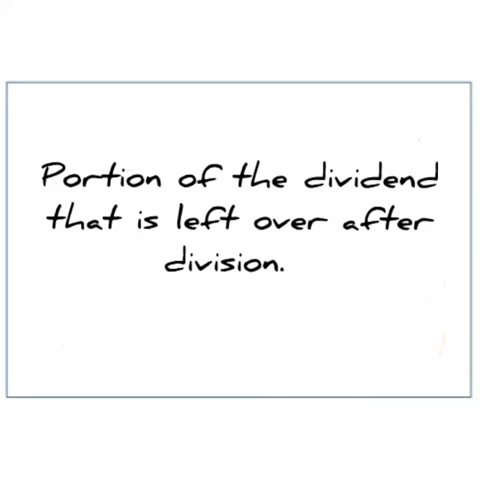 Portion of the dividend
that is left over after
division.